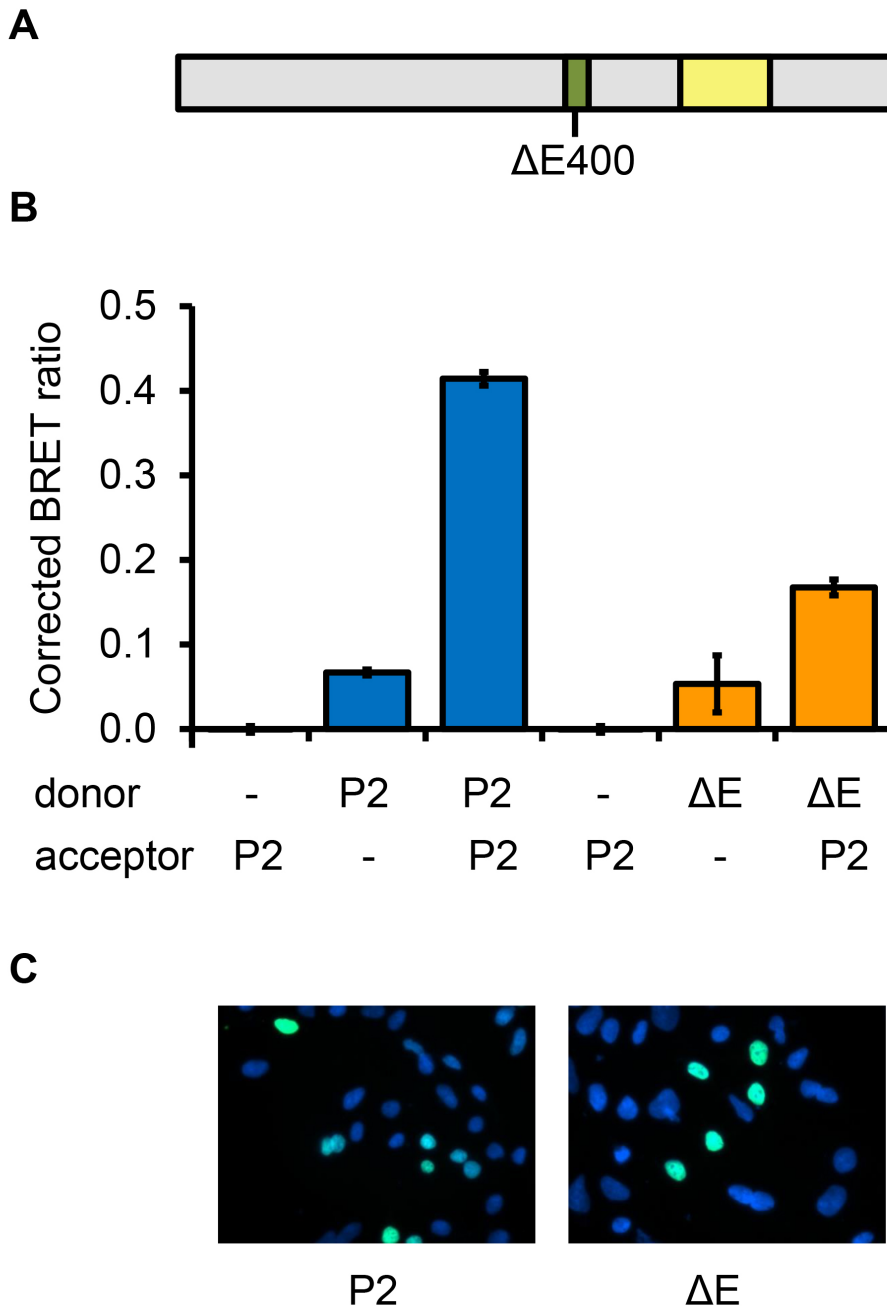 A
ΔE400
B
Corrected BRET ratio
0.5
0.4
0.3
0.2
0.1
0.0
donor - P2 P2 - ΔE ΔE
acceptor P2 - P2 P2 - P2
C
P2 ΔE